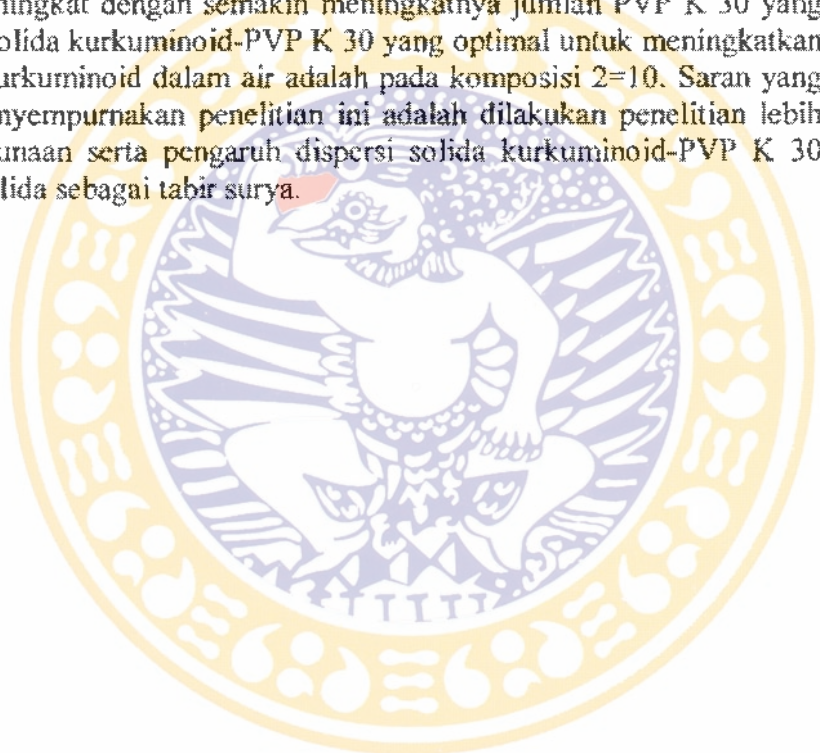 ningkat dengan semakin meningkatnya jumlah PVP K 30 yang
olida kurkuminoid-PVP K 30 yang optimal untuk meningkatkan
urkuminoid dalam air adalah pada komposisi 2=10. Saran yang
nyempurnakan penelitian ini adalah dilakukan penelitian lebih
unaan serta pengaruh dispersi solida kurkuminoid-PVP K 30
lida sebagai tabir surya.